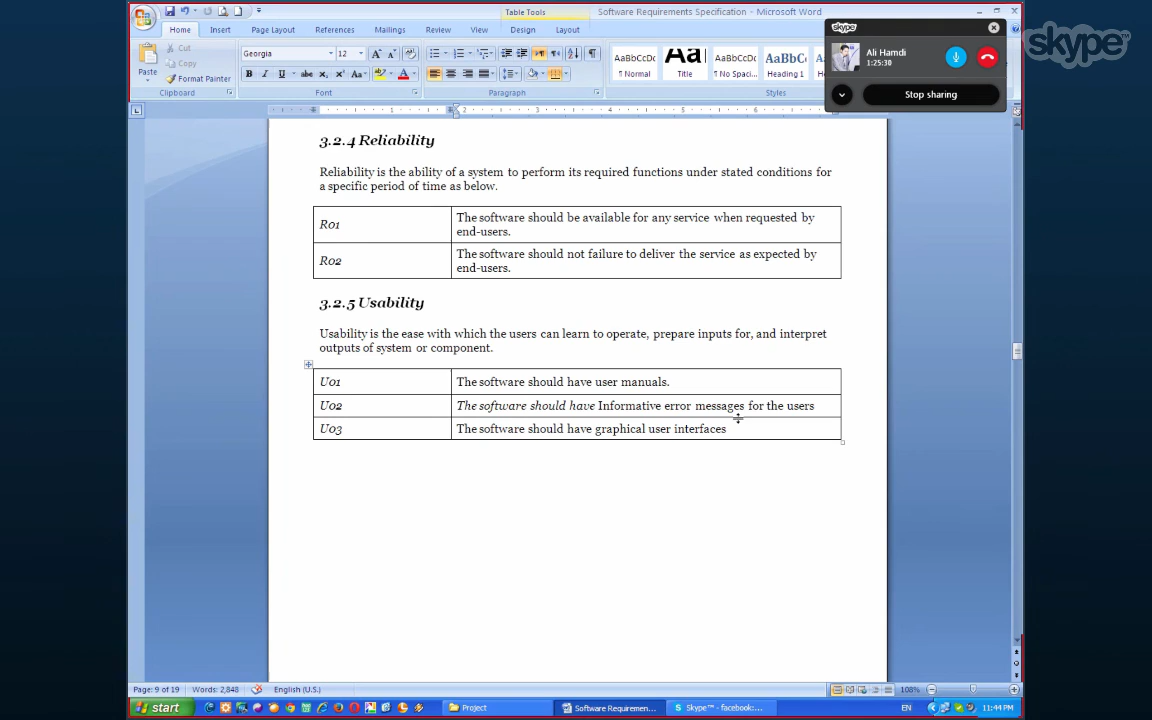 Table Tools
Software Requirements Specification - Microsoft Word
Home
Insert
Page Layout
References
Mailings
Review
View
Design
Layout
skype
Ali Hamdi
1:25:30
Stop sharing
skype™
Paste
Cut
Copy
Format Painter
Clipboard
Georgia
12
Font
Paragraph
AaBbCcDc
¶ Normal
Aa
Title
AaBbCcDc
¶ No Spaci...
AaBbC
Heading 1
Styles
3.2.4 Reliability
Reliability is the ability of a system to perform its required functions under stated conditions for
a specific period of time as below.
R01
The software should be available for any service when requested by
end-users.
R02
The software should not failure to deliver the service as expected by
end-users.
3.2.5 Usability
Usability is the ease with which the users can learn to operate, prepare inputs for, and interpret
outputs of system or component.
U01
The software should have user manuals.
U02
The software should have Informative error messages for the users
U03
The software should have graphical user interfaces
Page: 9 of 19
Words: 2,848
English (U.S.)
108%
start
Project
Software Requiremen...
Skype™ - facebook:...
EN
11:44 PM